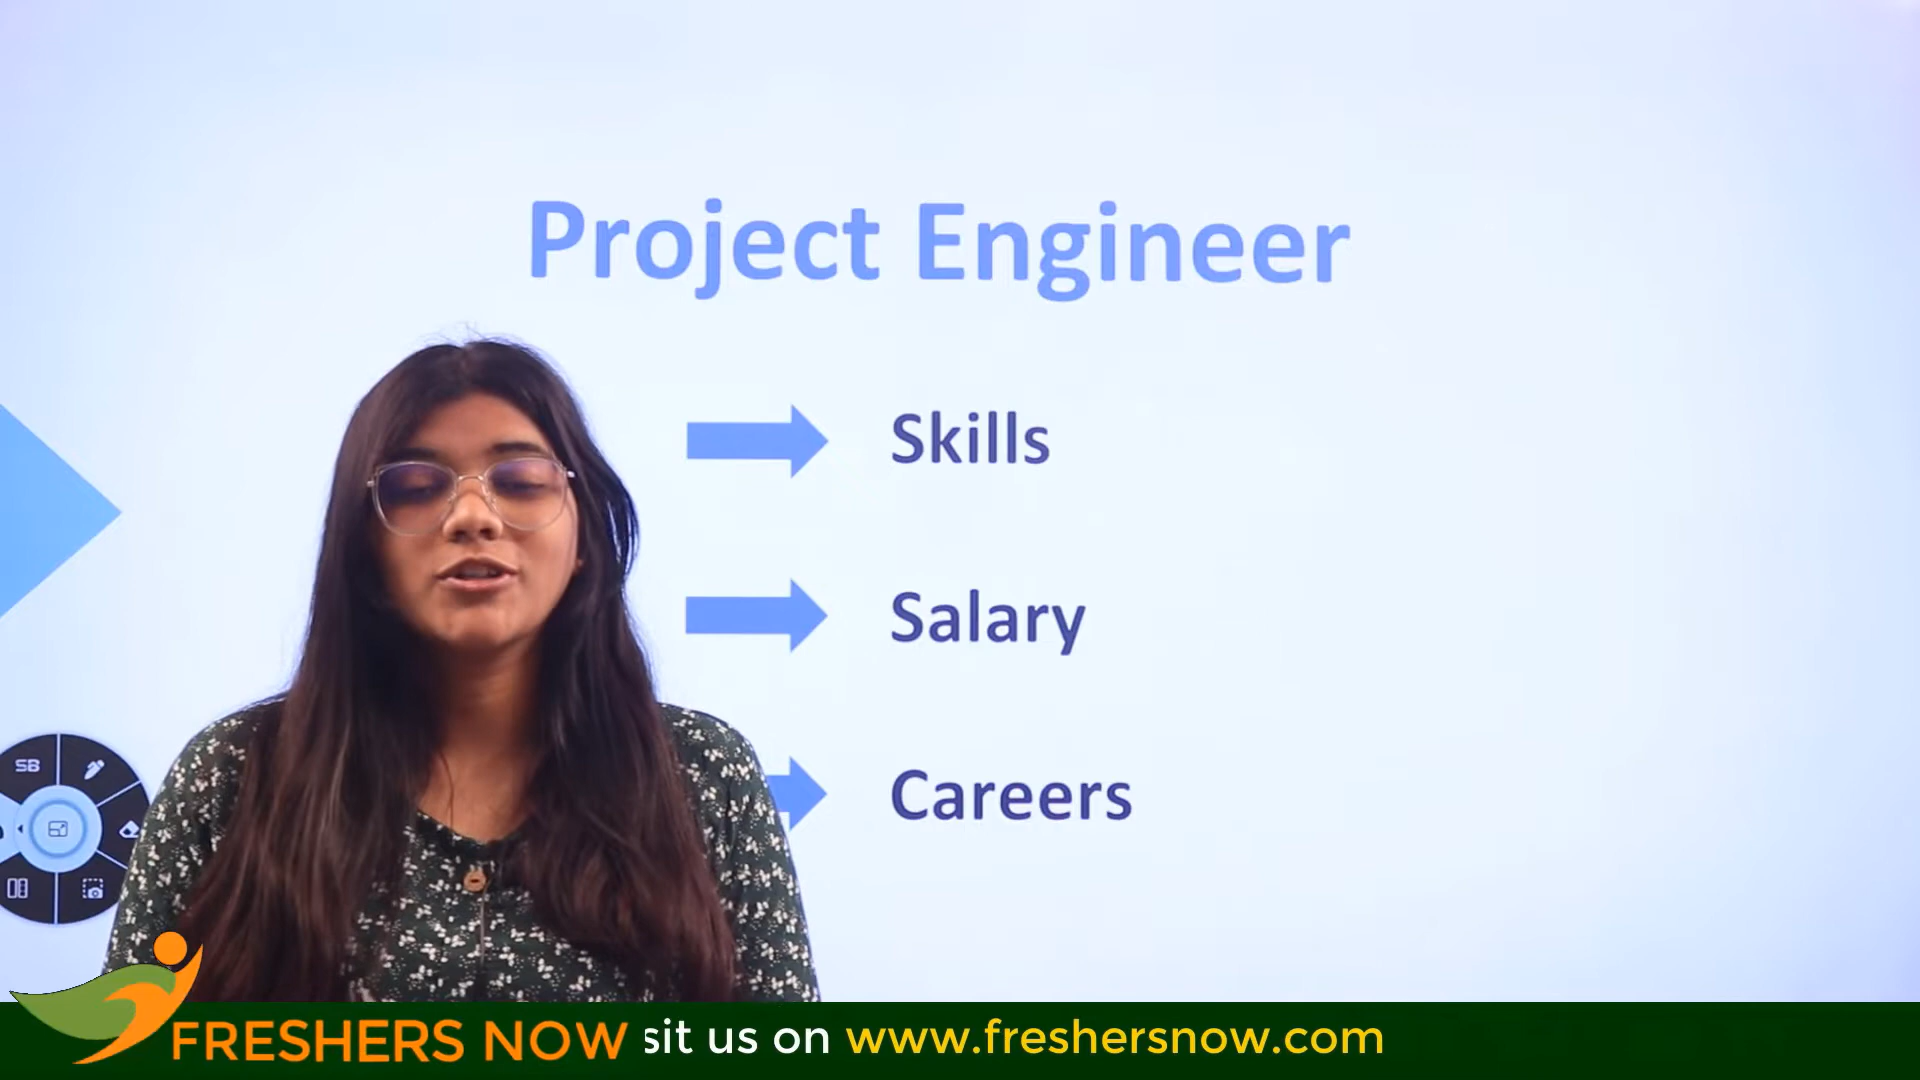 Project Engineer
Skills
Salary
Careers
SB
FRESHERS NOW sit us on www.freshersnow.com